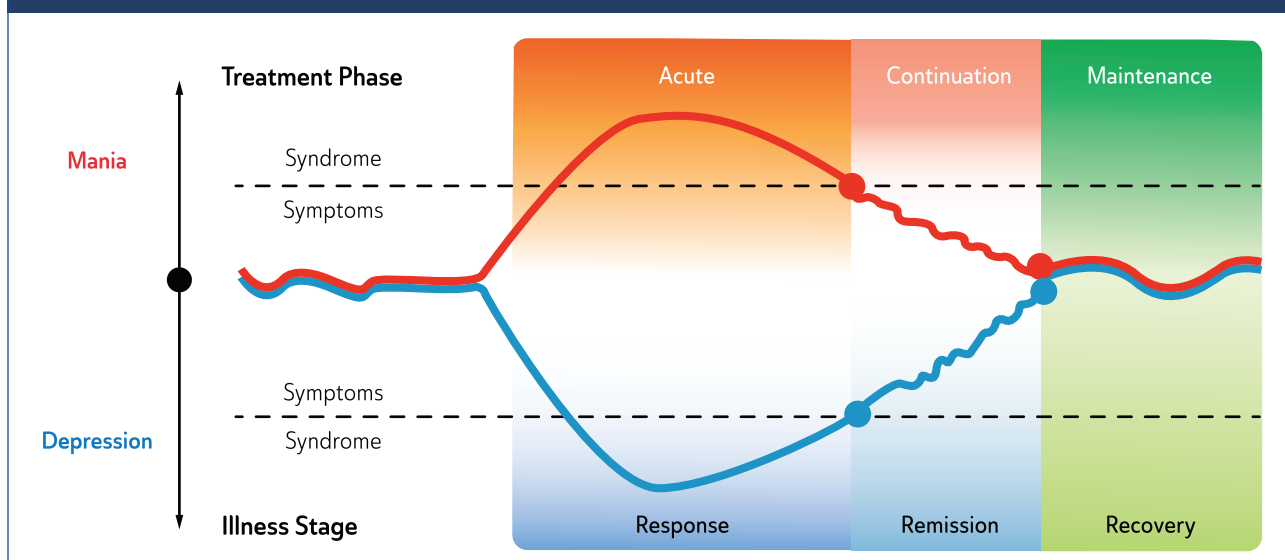 Treatment Phase
Acute
Continuation
Maintenance
Mania
Syndrome
Symptoms
Symptoms
Depression
Syndrome
Illness Stage
Response
Remission
Recovery